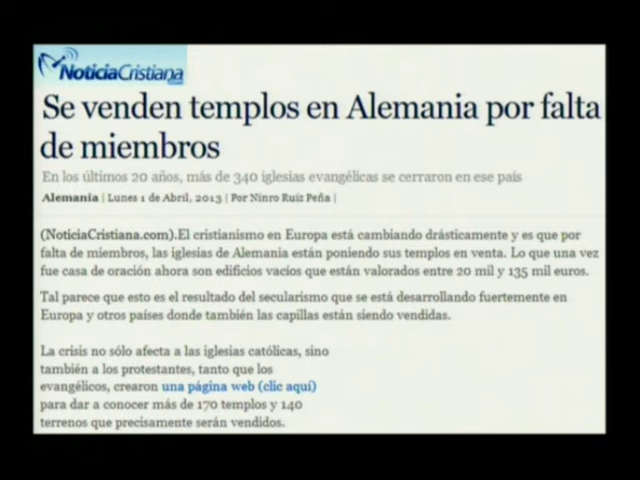 NoticiaCristiana
Se venden templos en Alemania por falta
de miembros
En los últimos 20 años, más de 340 iglesias evangélicas se cerraron en ese país
Alemania | Lunes 1 de Abril, 2013 | Por Ninro Ruíz Peña |
(NoticiaCristiana.com).El cristianismo en Europa está cambiando drásticamente y es que por
falta de miembros, las iglesias de Alemania están poniendo sus templos en venta. Lo que una vez
fue casa de oración ahora son edificios vacíos que están valorados entre 20 mil y 135 mil euros.
Tal parece que esto es el resultado del secularismo que se está desarrollando fuertemente en
Europa y otros países donde también las capillas están siendo vendidas.
La crisis no sólo afecta a las iglesias católicas, sino
también a los protestantes, tanto que los
evangélicos, crearon una página web (clic aquí)
para dar a conocer más de 170 templos y 140
terrenos que precisamente serán vendidos.